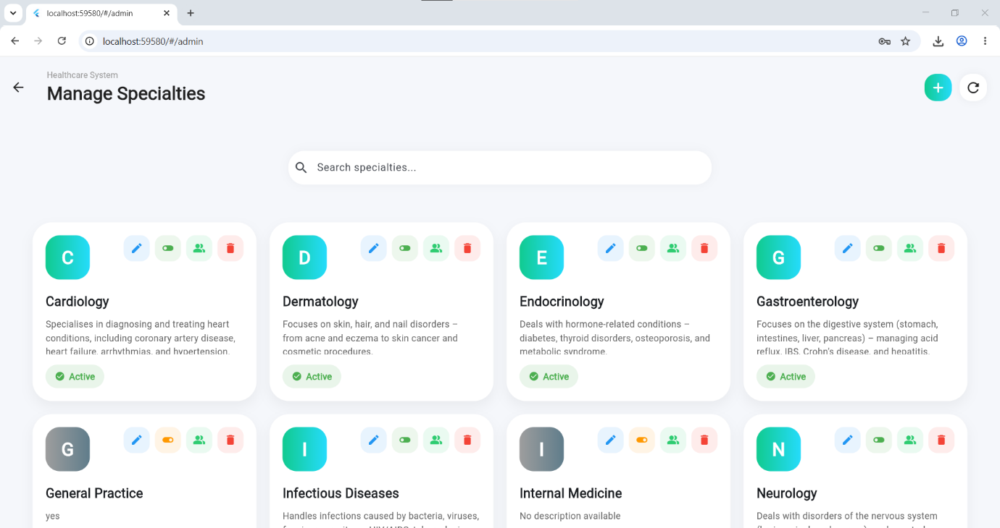 localhost:59580/#/admin
localhost:59580/#/admin
Healthcare System
Manage Specialties
Search specialties...
C
D
E
G
Cardiology
Dermatology
Endocrinology
Gastroenterology
Specialises in diagnosing and treating heart
conditions, including coronary artery disease,
heart failure, arrhythmias, and hypertension.
Focuses on skin, hair, and nail disorders –
from acne and eczema to skin cancer and
cosmetic procedures.
Deals with hormone-related conditions –
diabetes, thyroid disorders, osteoporosis, and
metabolic syndrome.
Focuses on the digestive system (stomach,
intestines, liver, pancreas) – managing acid
reflux, IBS, Crohn's disease, and hepatitis.
Active
Active
Active
Active
G
I
I
N
General Practice
Infectious Diseases
Internal Medicine
Neurology
yes
Handles infections caused by bacteria, viruses,
No description available
Deals with disorders of the nervous system